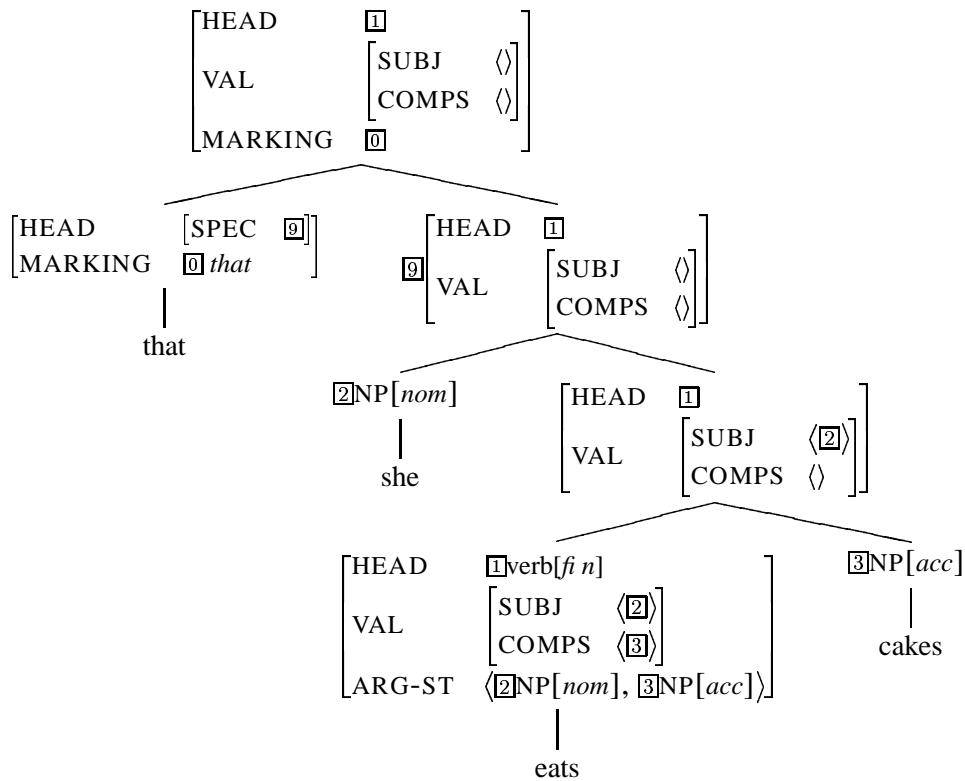 HEAD 1
VAL SUBJ ⟨⟩
COMPS ⟨⟩
MARKING 0
HEAD [SPEC 9]
MARKING 0 that
that
9 HEAD 1
VAL SUBJ ⟨⟩
COMPS ⟨⟩
2NP[nom]
she
HEAD 1
VAL SUBJ ⟨2⟩
COMPS ⟨⟩
HEAD 1verb[fin]
VAL SUBJ ⟨2⟩
COMPS ⟨3⟩
ARG-ST ⟨2NP[nom], 3NP[acc]⟩
eats
3NP[acc]
cakes